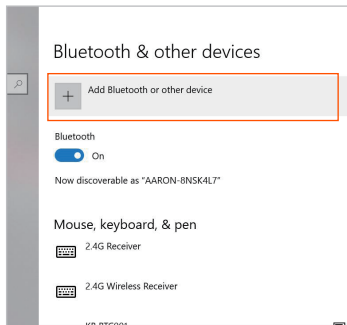 Bluetooth & other devices
Add Bluetooth or other device
Bluetooth
On
Now discoverable as "AARON-8NSK4L7"
Mouse, keyboard, & pen
2.4G Receiver
2.4G Wireless Receiver